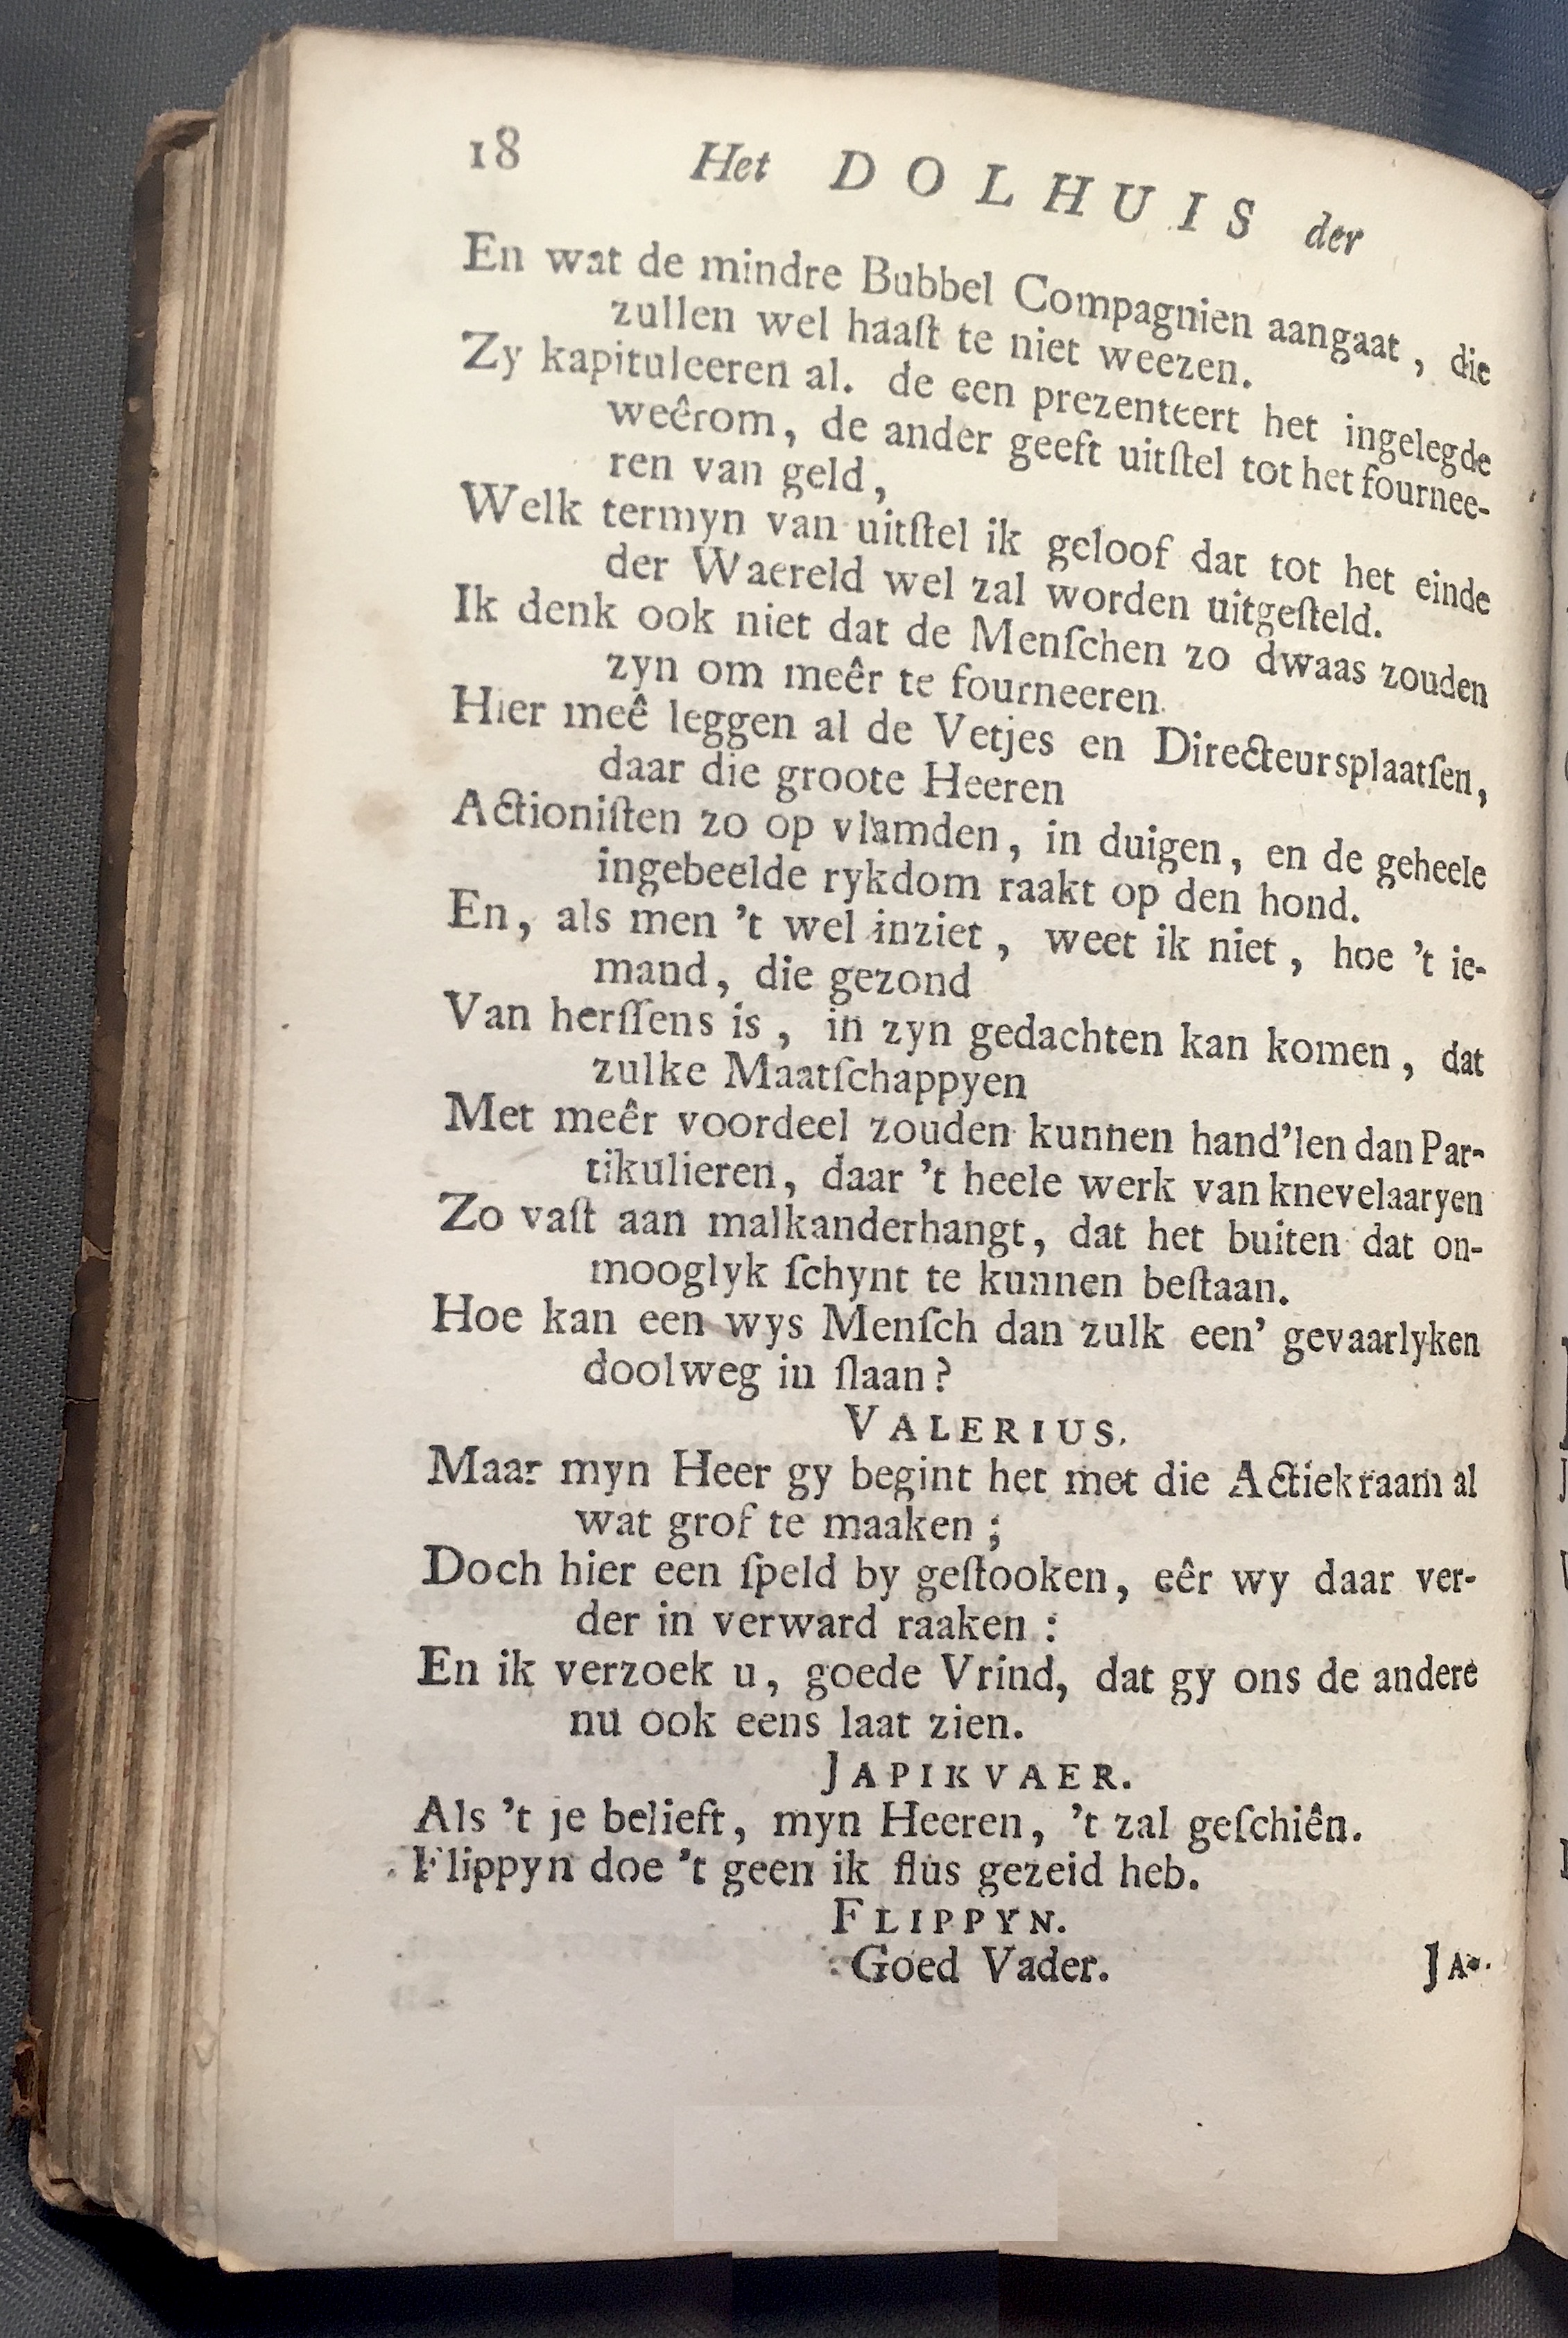 18 Het DOLHUIS der
En wat de mindre Bubbel Compagnien aangaat, die
zullen wel haaſt te niet weezen.
Zy kapituleeren al. de een prezenteert het ingelegde
weêrom, de ander geeft uitſtel tot het fournee-
ren van geld,
Welk termyn van uitſtel ik geloof dat tot het einde
der Waereld wel zal worden uitgeſteld.
Ik denk ook niet dat de Menſchen zo dwaas zouden
zyn om meêr te fourneeren.
Hier meê leggen al de Vetjes en Directeursplaatſen,
daar die groote Heeren
Actioniſten zo op vlamden, in duigen, en de geheele
ingebeelde rykdom raakt op den hond.
En, als men 't wel inziet, weet ik niet, hoe 't ie-
mand, die gezond
Van herſſens is, in zyn gedachten kan komen, dat
zulke Maatſchappyen
Met meêr voordeel zouden kunnen hand'len dan Par-
tikulieren, daar 't heele werk van knevelaaryen
Zo vaſt aan malkanderhangt, dat het buiten dat on-
mooglyk ſchynt te kunnen beſtaan.
Hoe kan een wys Menſch dan zulk een' gevaarlyken
doolweg in ſlaan?
VALERIUS.
Maar myn Heer gy begint het met die Actiekraam al
wat grof te maaken;
Doch hier een ſpeld by geſtooken, eêr wy daar ver-
der in verward raaken:
En ik verzoek u, goede Vrind, dat gy ons de andere
nu ook eens laat zien.
JAPIKVAER.
Als 't je belieft, myn Heeren, 't zal geſchiên.
Flippyn doe 't geen ik flus gezeid heb.
FLIPPYN.
Goed Vader.
JA-